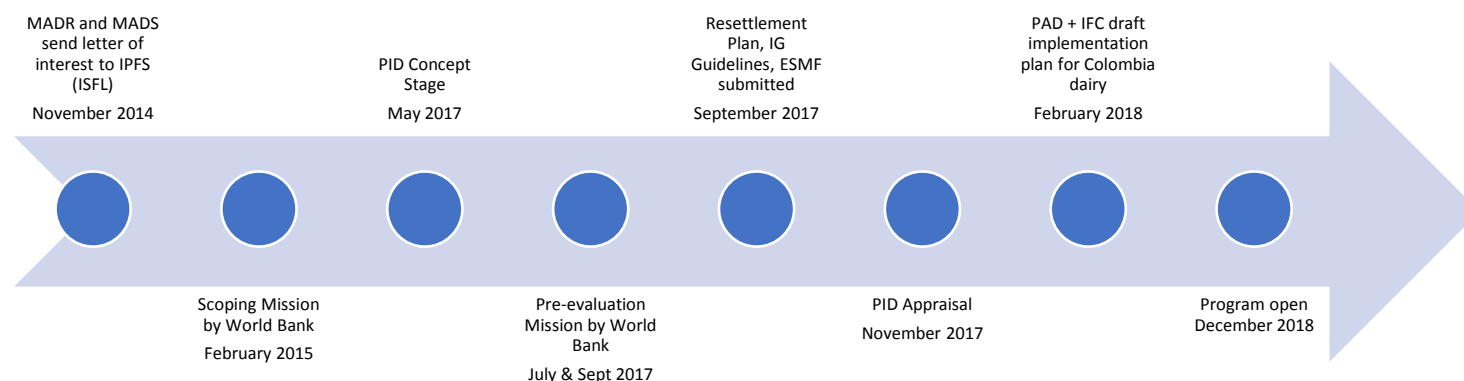 MADR and MADS
send letter of
interest to IPFS
(ISFL)
November 2014
Scoping Mission
by World Bank
February 2015
PID Concept
Stage
May 2017
Pre-evaluation
Mission by World
Bank
July & Sept 2017
Resettlement
Plan, IG
Guidelines, ESMF
submitted
September 2017
PID Appraisal
November 2017
PAD + IFC draft
implementation
plan for Colombia
dairy
February 2018
Program open
December 2018